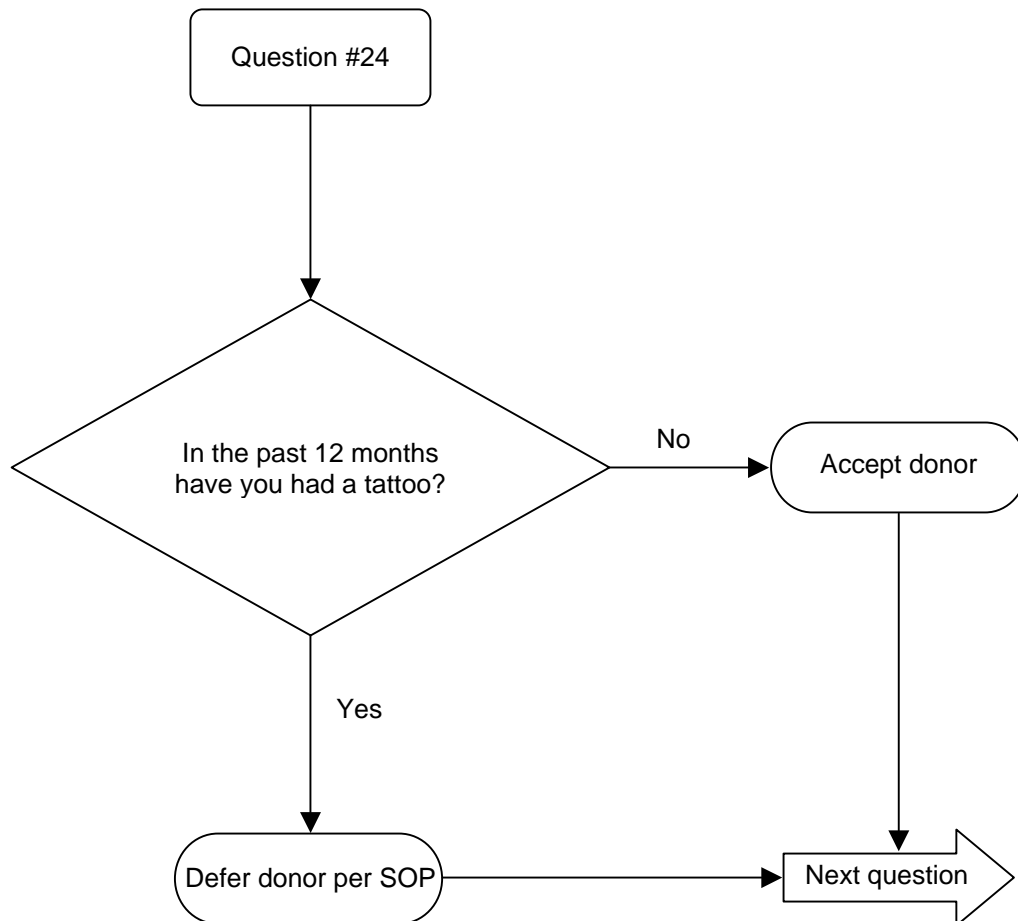 Question #24
In the past 12 months
have you had a tattoo?
No
Accept donor
Yes
Defer donor per SOP
Next question